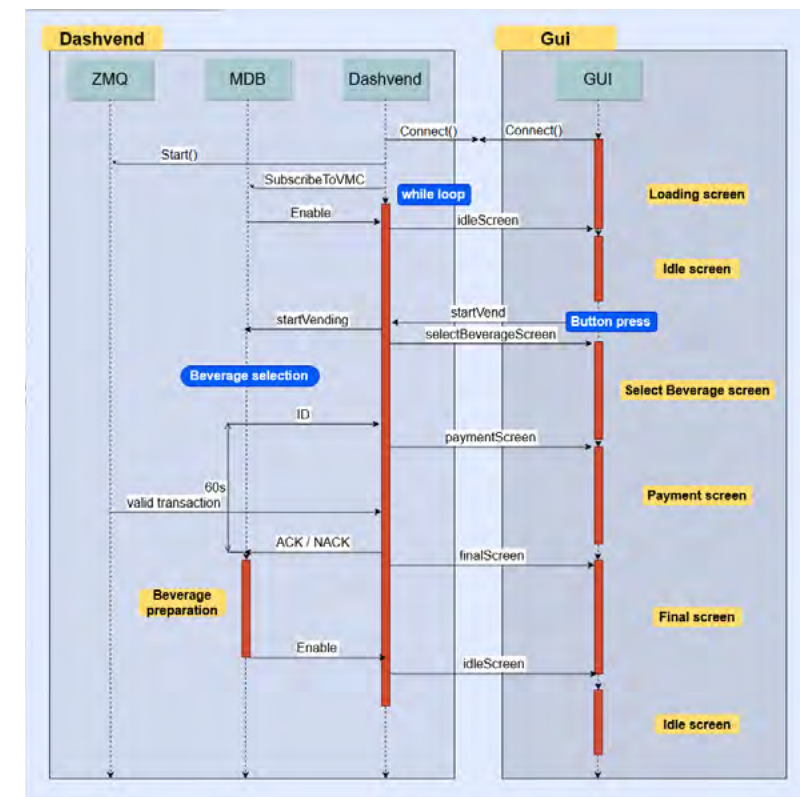 Dashvend
Gui
ZMQ
MDB
Dashvend
GUI
Connect()
Connect()
Start()
SubscribeToVMC
while loop
Loading screen
Enable
idleScreen
Idle screen
startVend
startVending
Button press
selectBeverageScreen
Beverage selection
Select Beverage screen
ID
paymentScreen
60s
Payment screen
valid transaction
ACK / NACK
finalScreen
Beverage
preparation
Final screen
Enable
idleScreen
Idle screen